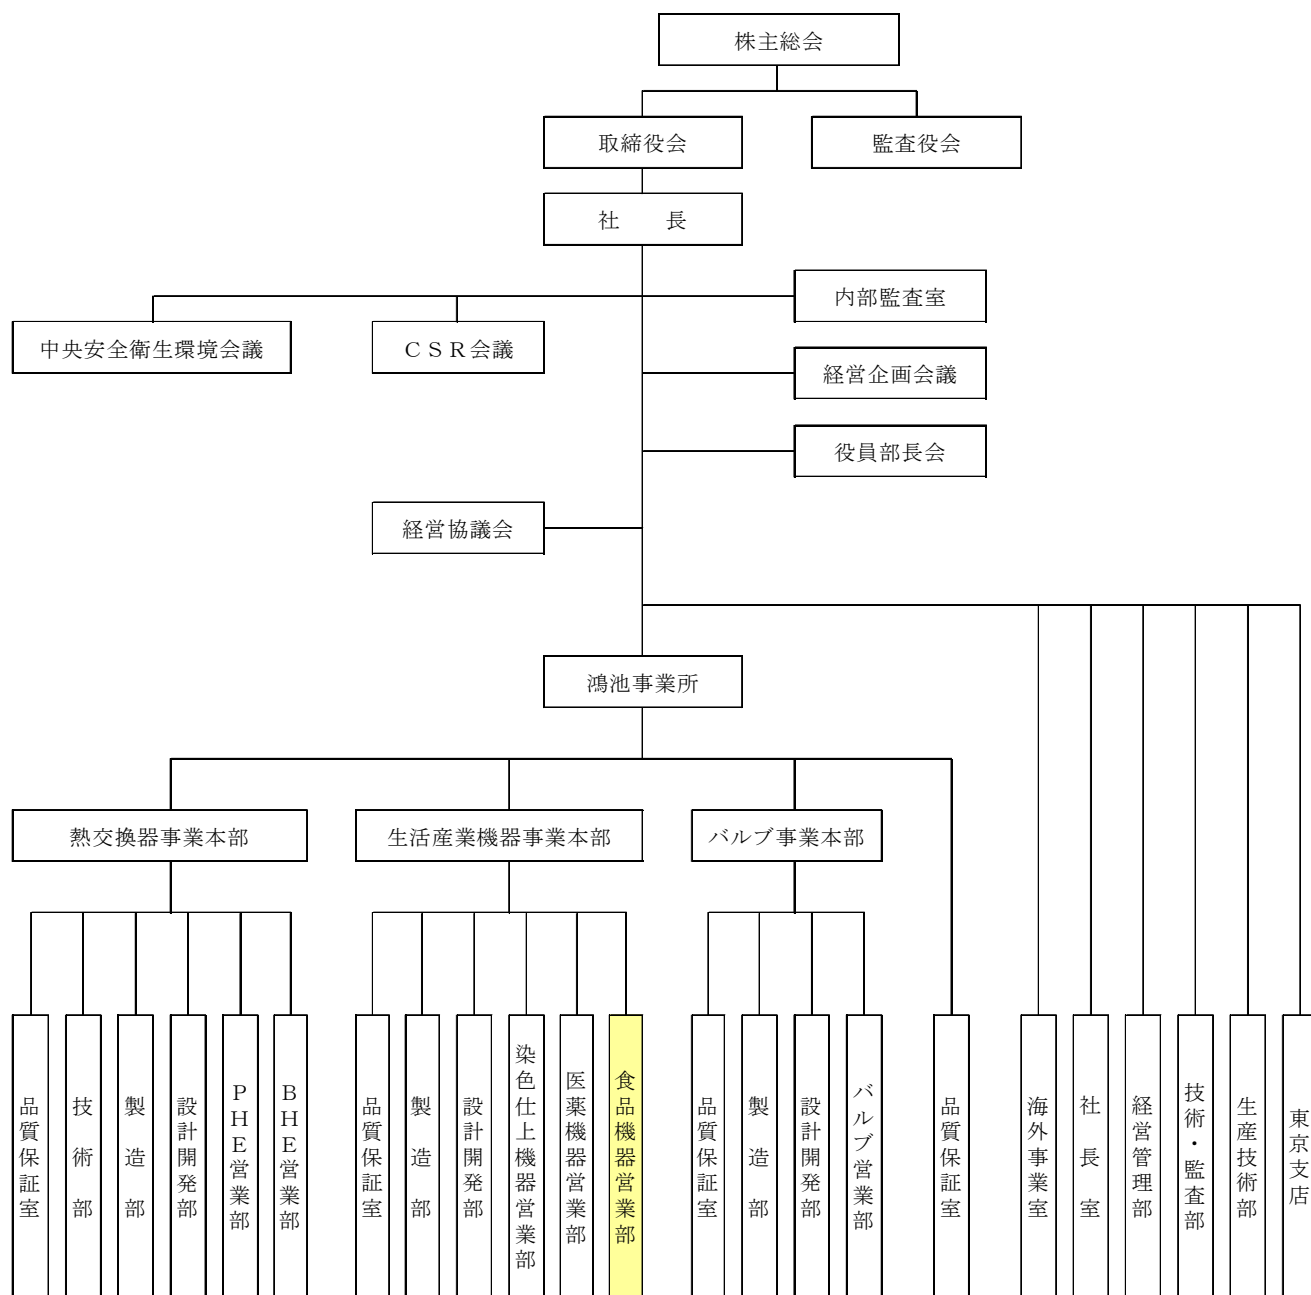 株主総会
取締役会
監査役会
社　　長
内部監査室
中央安全衛生環境会議
ＣＳＲ会議
経営企画会議
役員部長会
経営協議会
鴻池事業所
熱交換器事業本部
生活産業機器事業本部
バルブ事業本部
品質保証室
技術部
製造部
設計開発部
ＰＨＥ営業部
ＢＨＥ営業部
品質保証室
製造部
設計開発部
染色仕上機器営業部
医薬機器営業部
食品機器営業部
品質保証室
製造部
設計開発部
バルブ営業部
品質保証室
海外事業室
社長室
経営管理部
技術・監査部
生産技術部
東京支店